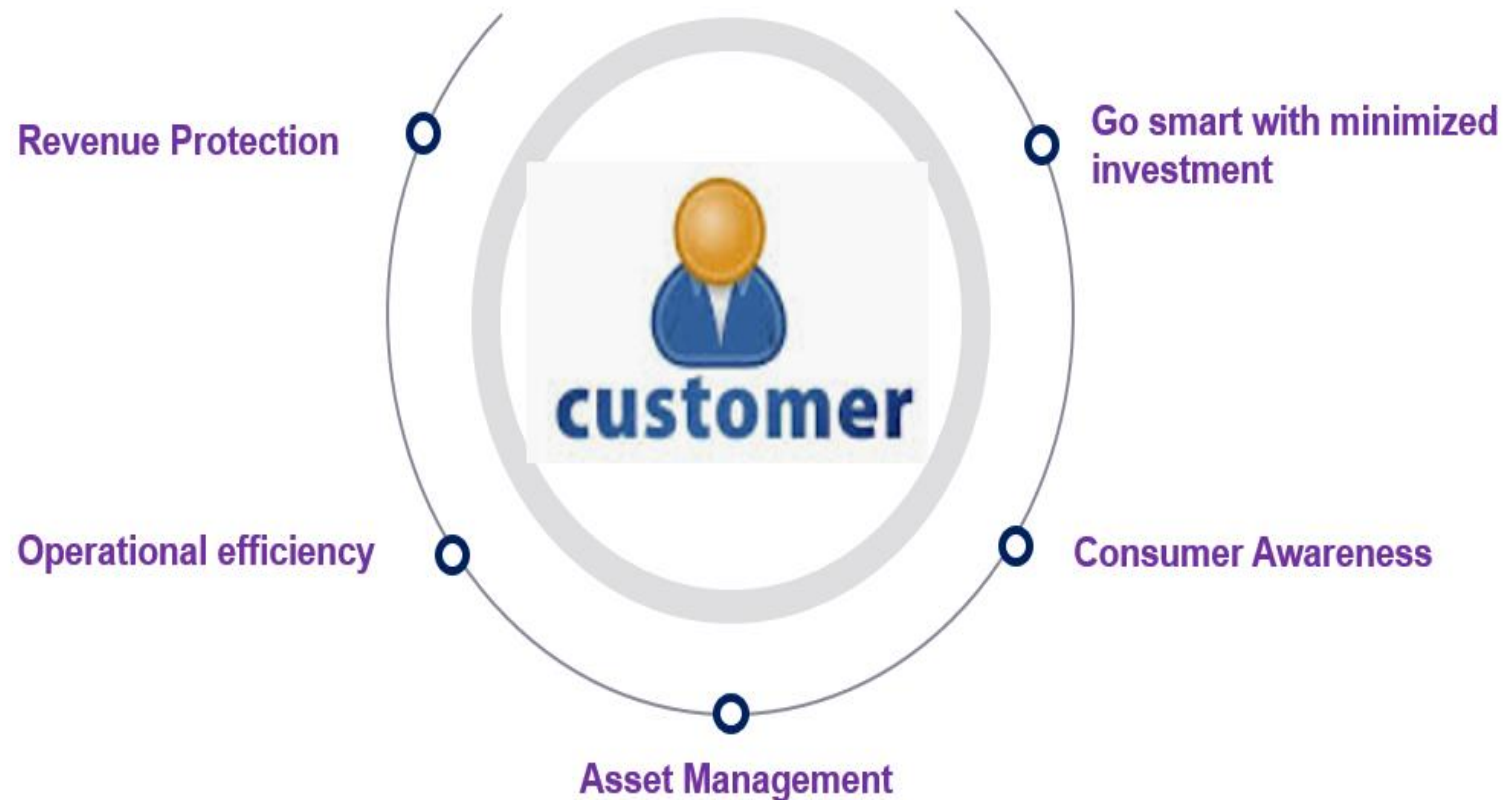 Revenue Protection
Go smart with minimized
investment
customer
Operational efficiency
Consumer Awareness
Asset Management